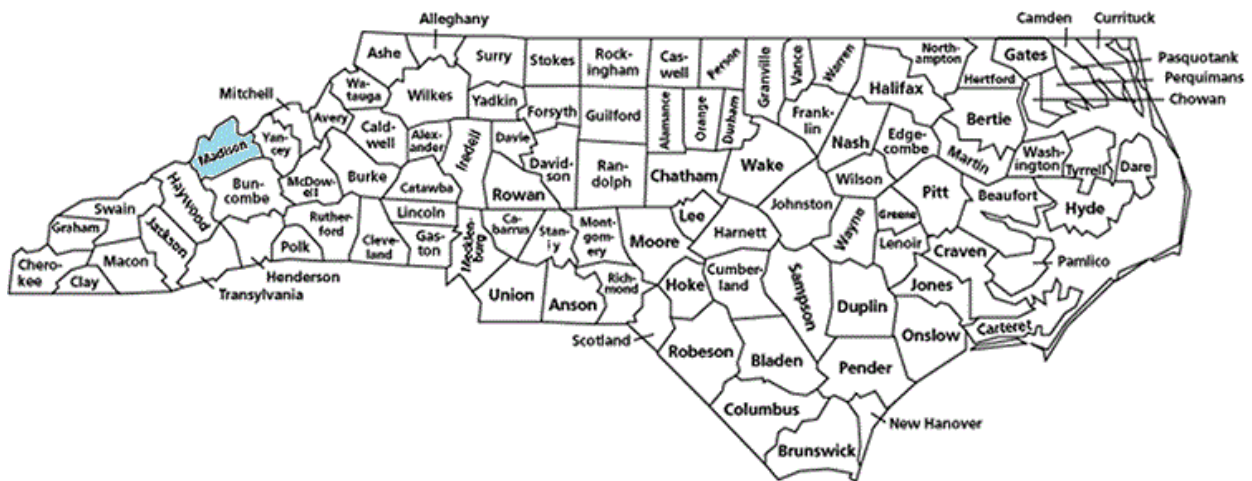 Alleghany
Camden
Currituck
Ashe
Surry
Stokes
Rock-
ingham
Cas-
well
Person
Granville
Vance
Warren
North-
ampton
Gates
Pasquotank
Hertford
Perquimans
Chowan
Mitchell
Wa-
tauga
Wilkes
Yadkin
Forsyth
Guilford
Alamance
Orange
Durham
Frank-
lin
Halifax
Bertie
Avery
Cald-
well
Alex-
ander
Iredell
Davie
David-
son
Ran-
dolph
Chatham
Wake
Nash
Edge-
combe
Martin
Wash-
ington
Tyrrell
Dare
Madison
Yan-
cey
McDow-
ell
Burke
Catawba
Rowan
Wilson
Pitt
Beaufort
Hyde
Haywood
Bun-
combe
Ruther-
ford
Lincoln
Johnston
Greene
Swain
Graham
Jackson
Polk
Cleve-
land
Gas-
ton
Mecklen-
burg
Ca-
barrus
Stan-
ly
Mont-
gom-
ery
Moore
Lee
Harnett
Wayne
Lenoir
Craven
Pamlico
Chero-
kee
Clay
Macon
Transylvania
Henderson
Union
Anson
Rich-
mond
Hoke
Cumber-
land
Sampson
Duplin
Jones
Onslow
Carteret
Scotland
Robeson
Bladen
Pender
Columbus
New Hanover
Brunswick